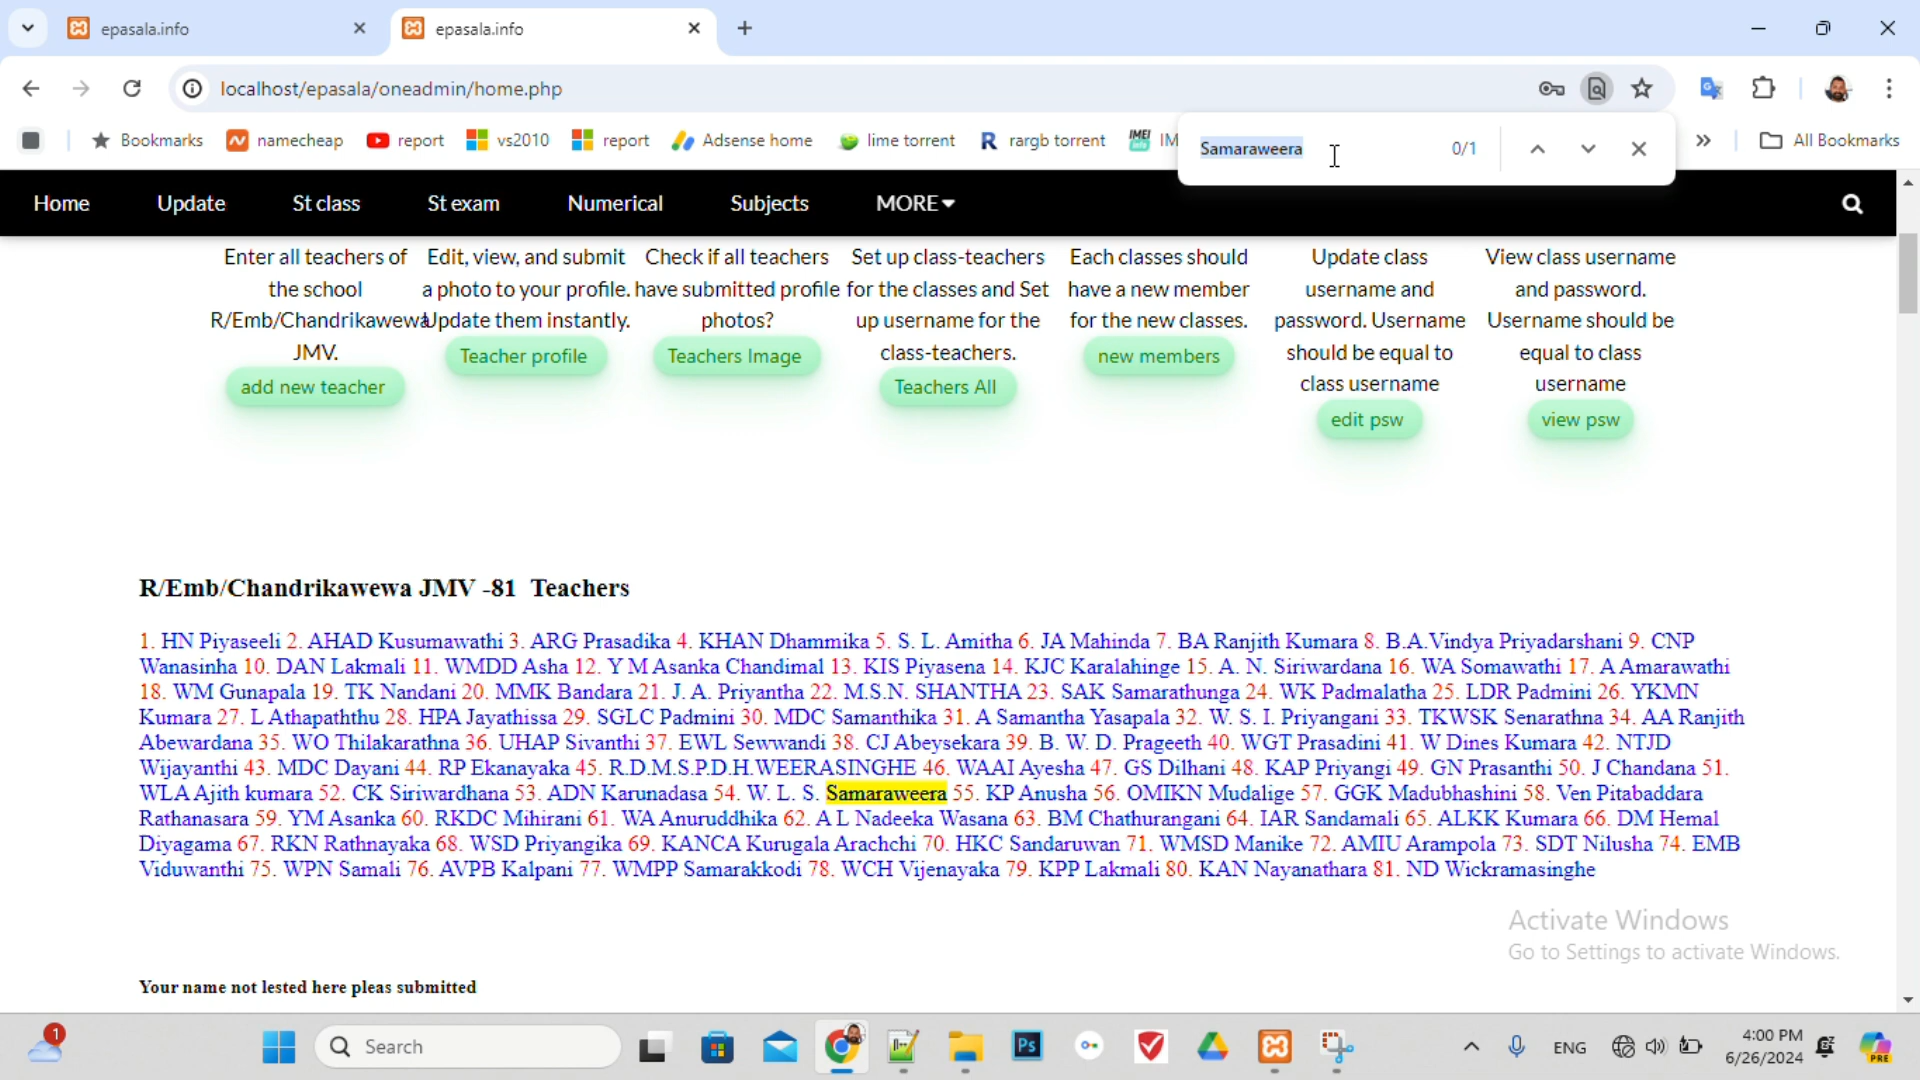 epasala.info
epasala.info
localhost/epasala/oneadmin/home.php
Bookmarks namecheap report vs2010 report Adsense home lime torrent rargb torrent IM » All Bookmarks
Samaraweera 0/1
Home Update St class St exam Numerical Subjects MORE
Enter all teachers of the school R/Emb/Chandrikawewa JMV.
add new teacher
Edit, view, and submit a photo to your profile. Update them instantly.
Teacher profile
Check if all teachers have submitted profile photos?
Teachers Image
Set up class-teachers for the classes and Set up username for the class-teachers.
Teachers All
Each classes should have a new member for the new classes.
new members
Update class username and password. Username should be equal to class username
edit psw
View class username and password. Username should be equal to class username
view psw
R/Emb/Chandrikawewa JMV -81 Teachers
1. HN Piyaseeli 2. AHAD Kusumawathi 3. ARG Prasadika 4. KHAN Dhammika 5. S. L. Amitha 6. JA Mahinda 7. BA Ranjith Kumara 8. B.A.Vindya Priyadarshani 9. CNP
Wanasinha 10. DAN Lakmali 11. WMDD Asha 12. Y M Asanka Chandimal 13. KIS Piyasena 14. KJC Karalahinge 15. A. N. Siriwardana 16. WA Somawathi 17. A Amarawathi
18. WM Gunapala 19. TK Nandani 20. MMK Bandara 21. J. A. Priyantha 22. M.S.N. SHANTHA 23. SAK Samarathunga 24. WK Padmalatha 25. LDR Padmini 26. YKMN
Kumara 27. L Athapaththu 28. HPA Jayathissa 29. SGLC Padmini 30. MDC Samanthika 31. A Samantha Yasapala 32. W. S. I. Priyangani 33. TKWSK Senarathna 34. AA Ranjith
Abewardana 35. WO Thilakarathna 36. UHAP Sivanthi 37. EWL Sewwandi 38. CJ Abeysekara 39. B. W. D. Prageeth 40. WGT Prasadini 41. W Dines Kumara 42. NTJD
Wijayanthi 43. MDC Dayani 44. RP Ekanayaka 45. R.D.M.S.P.D.H.WEERASINGHE 46. WAAI Ayesha 47. GS Dilhani 48. KAP Priyangi 49. GN Prasanthi 50. J Chandana 51.
WLA Ajith kumara 52. CK Siriwardhana 53. ADN Karunadasa 54. W. L. S. Samaraweera 55. KP Anusha 56. OMIKN Mudalige 57. GGK Madubhashini 58. Ven Pitabaddara
Rathanasara 59. YM Asanka 60. RKDC Mihirani 61. WA Anuruddhika 62. A L Nadeeka Wasana 63. BM Chathurangani 64. IAR Sandamali 65. ALKK Kumara 66. DM Hemal
Diyagama 67. RKN Rathnayaka 68. WSD Priyangika 69. KANCA Kurugala Arachchi 70. HKC Sandaruwan 71. WMSD Manike 72. AMIU Arampola 73. SDT Nilusha 74. EMB
Viduwanthi 75. WPN Samali 76. AVPB Kalpani 77. WMPP Samarakkodi 78. WCH Vijenayaka 79. KPP Lakmali 80. KAN Nayanathara 81. ND Wickramasinghe
Activate Windows
Go to Settings to activate Windows.
Your name not lested here pleas submitted
1 Search Ps ENG 4:00 PM
6/26/2024 PRE